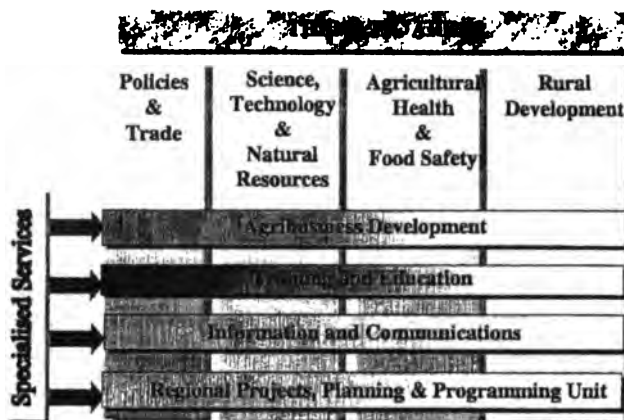 Policies
&
Trade
Science,
Technology
&
Natural
Resources
Agricultural
Health
&
Food Safety
Rural
Development
Specialised Services
Agribusiness Development
Training and Education
Information and Communications
Regional Projects, Planning & Programming Unit